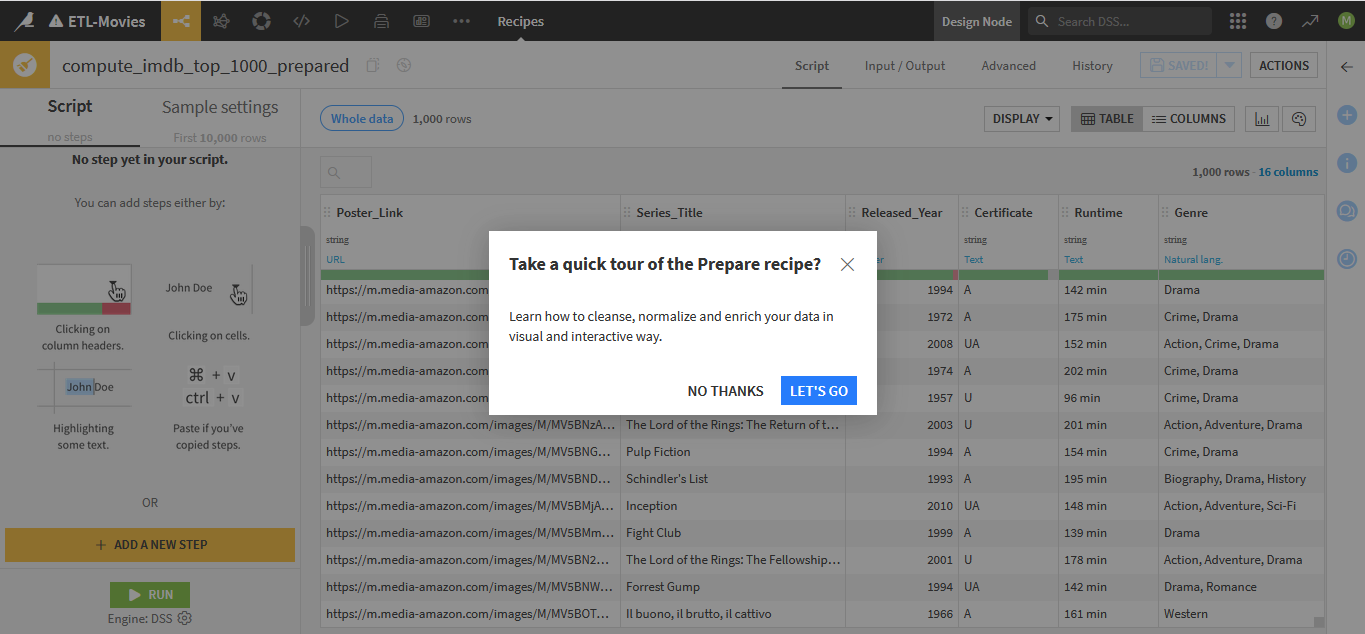 ETL-Movies
Recipes
Design Node
Search DSS...
?
M
compute_imdb_top_1000_prepared
Script
Input / Output
Advanced
History
SAVED!
ACTIONS
Script
Sample settings
no steps
First 10,000 rows
Whole data
1,000 rows
DISPLAY
TABLE
COLUMNS
No step yet in your script.
You can add steps either by:
Clicking on
column headers.
John Doe
Clicking on cells.
John Doe
Highlighting
some text.
⌘ + v
ctrl + v
Paste if you've
copied steps.
OR
+ ADD A NEW STEP
RUN
Engine: DSS
1,000 rows 16 columns
Poster_Link Series_Title Released_Year Certificate Runtime Genre
string string string string
URL Text Text Natural lang.
https://m.media-amazon.com 1994 A 142 min Drama
https://m.media-amazon.com 1972 A 175 min Crime, Drama
https://m.media-amazon.com 2008 UA 152 min Action, Crime, Drama
https://m.media-amazon.com 1974 A 202 min Crime, Drama
https://m.media-amazon.com 1957 U 96 min Crime, Drama
https://m.media-amazon.com/images/M/MV5BNzA... The Lord of the Rings: The Return of t... 2003 U 201 min Action, Adventure, Drama
https://m.media-amazon.com/images/M/MV5BNG... Pulp Fiction 1994 A 154 min Crime, Drama
https://m.media-amazon.com/images/M/MV5BND... Schindler's List 1993 A 195 min Biography, Drama, History
https://m.media-amazon.com/images/M/MV5BMjA... Inception 2010 UA 148 min Action, Adventure, Sci-Fi
https://m.media-amazon.com/images/M/MV5BMm... Fight Club 1999 A 139 min Drama
https://m.media-amazon.com/images/M/MV5BN2... The Lord of the Rings: The Fellowship... 2001 U 178 min Action, Adventure, Drama
https://m.media-amazon.com/images/M/MV5BNW... Forrest Gump 1994 UA 142 min Drama, Romance
https://m.media-amazon.com/images/M/MV5BOT... Il buono, il brutto, il cattivo 1966 A 161 min Western
Take a quick tour of the Prepare recipe?
Learn how to cleanse, normalize and enrich your data in
visual and interactive way.
NO THANKS
LET'S GO